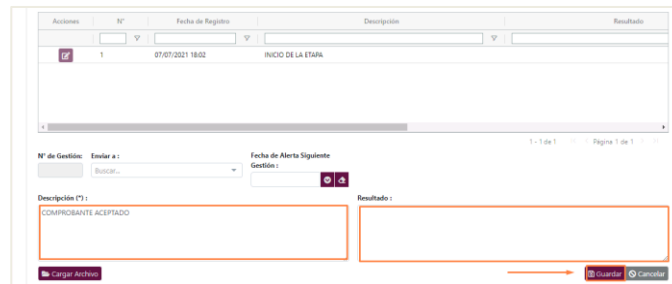 Acciones N° Fecha de Registro Descripción Resultado
1 07/07/2021 18:02 INICIO DE LA ETAPA
1 - 1 de 1 Página 1 de 1
N° de Gestión: Enviar a : Fecha de Alerta Siguiente Gestión :
Buscar...
Descripción (*) : Resultado :
COMPROBANTE ACEPTADO
Cargar Archivo Guardar Cancelar